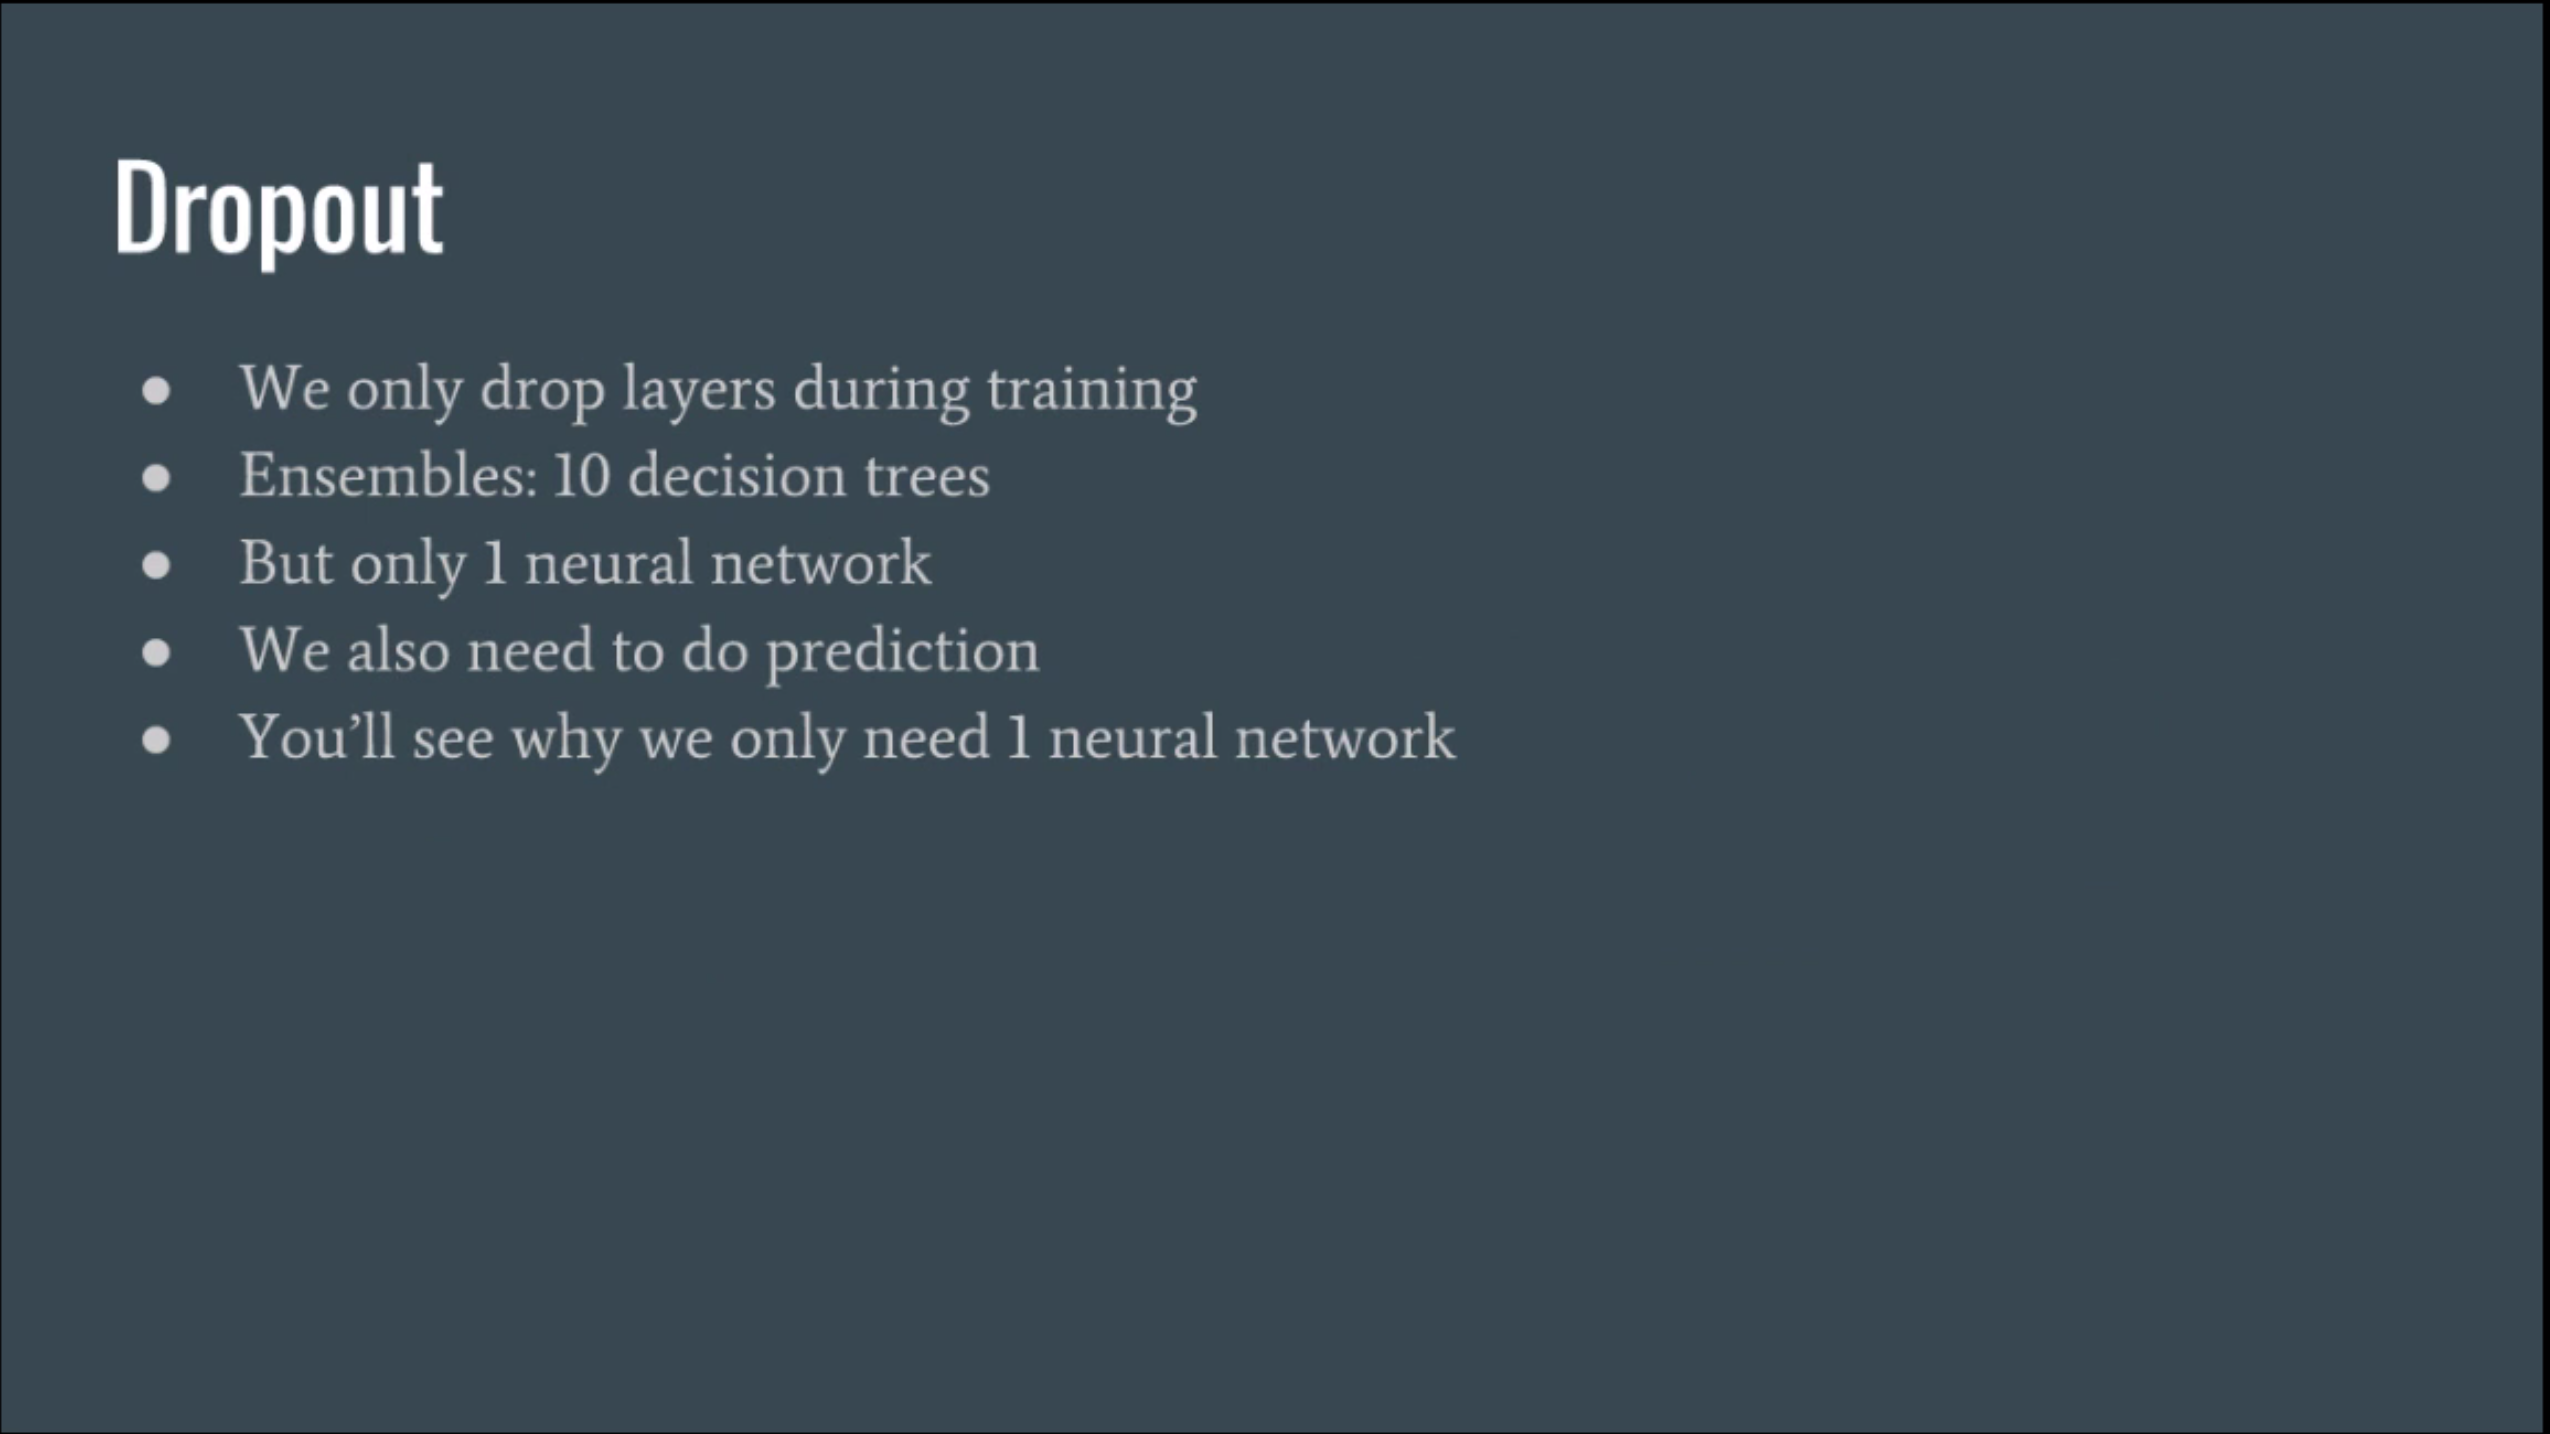 Dropout
● We only drop layers during training
● Ensembles: 10 decision trees
● But only 1 neural network
● We also need to do prediction
● You’ll see why we only need 1 neural network